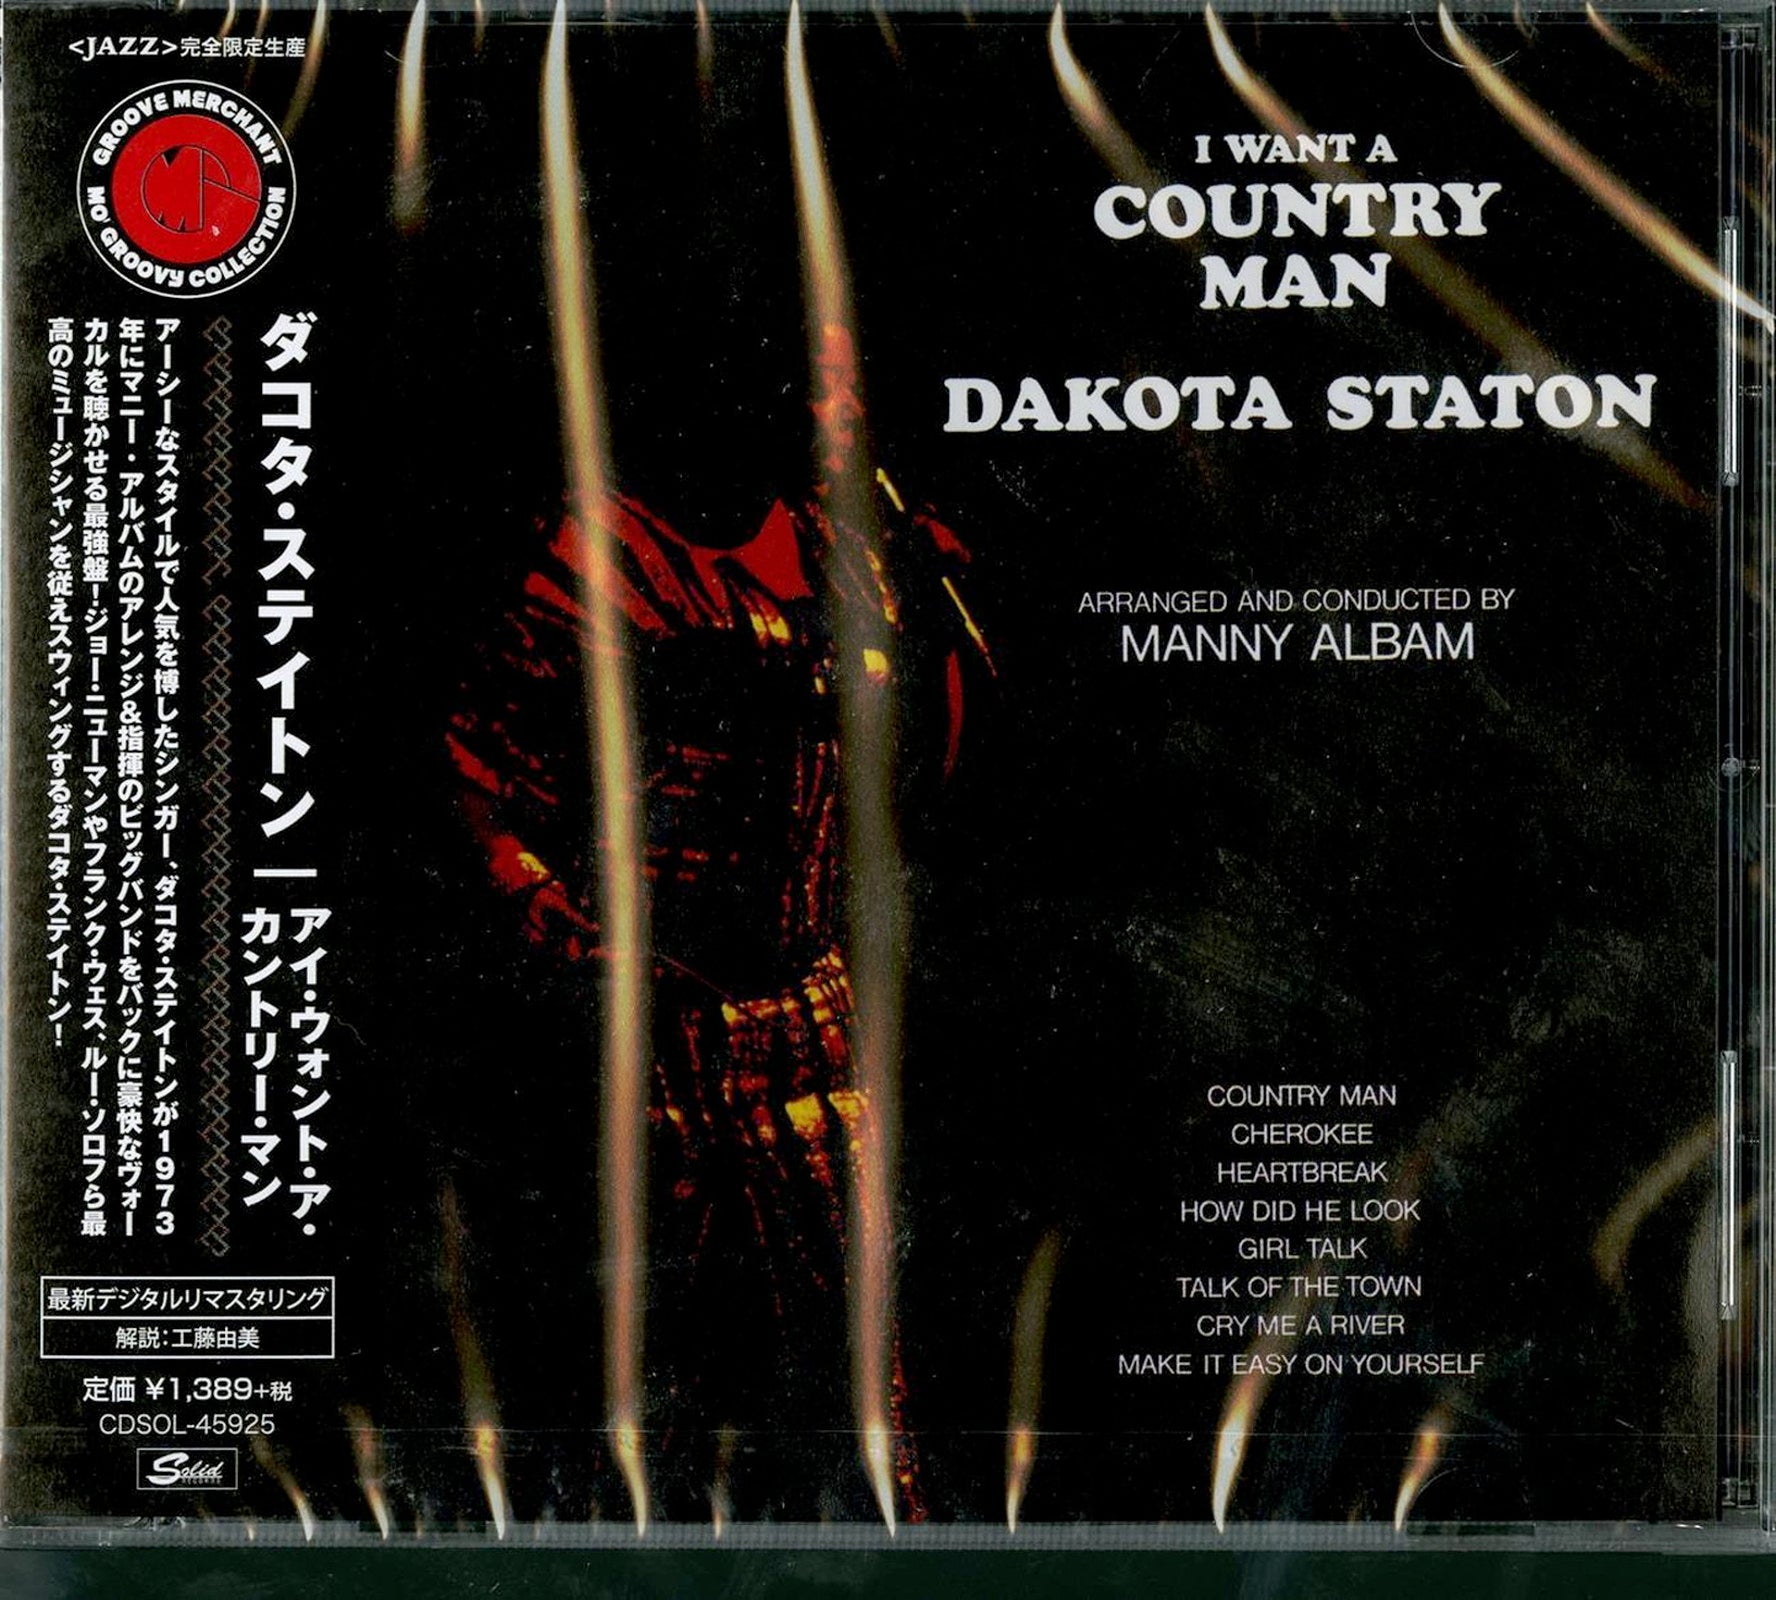 <JAZZ>完全限定生産
GROOVE MERCHANT
MO' GROOVY COLLECTION
ダコタ・ステイトン｜アイ・ウォント・ア・
カントリー・マン
アーシーなスタイルで人気を博したシンガー、ダコタ・ステイトンが1973
年にマニー・アルバムのアレンジ&指揮のビッグバンドをバックに豪快なヴォー
カルを聴かせる最強盤！ジョー・ニューマンやフランク・ウェス、ルー・ソロフら最
高のミュージシャンを従えスウィングするダコタ・ステイトン！
最新デジタルリマスタリング
解説：工藤由美
定価 ¥1,389+税
CDSOL-45925
Solid
RECORDS
I WANT A
COUNTRY
MAN
DAKOTA STATON
ARRANGED AND CONDUCTED BY
MANNY ALBAM
COUNTRY MAN
CHEROKEE
HEARTBREAK
HOW DID HE LOOK
GIRL TALK
TALK OF THE TOWN
CRY ME A RIVER
MAKE IT EASY ON YOURSELF